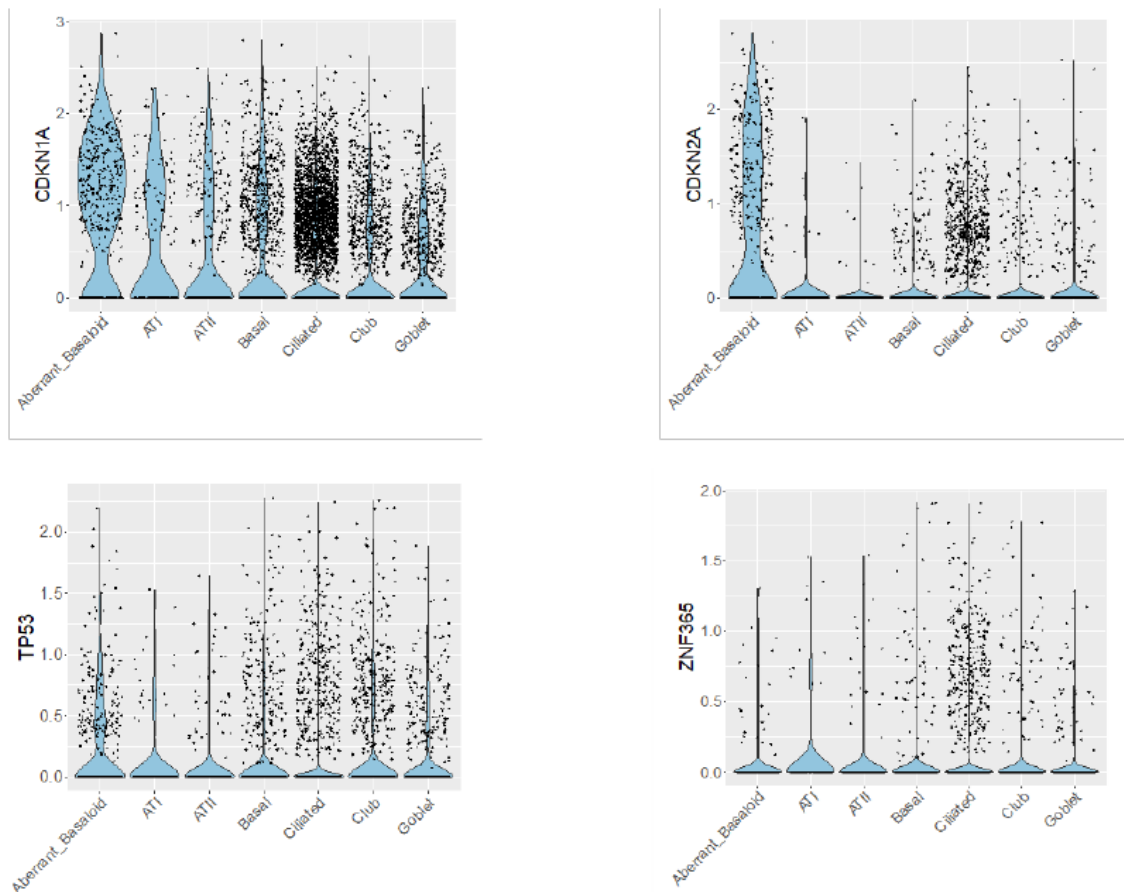 CDKN1A
3
2
1
0
Aberrant_Basaloid
ATI
ATII
Basal
Ciliated
Club
Goblet
CDKN2A
2
1
0
Aberrant_Basaloid
ATI
ATII
Basal
Ciliated
Club
Goblet
TP53
2.0
1.5
1.0
0.5
0.0
Aberrant_Basaloid
ATI
ATII
Basal
Ciliated
Club
Goblet
ZNF365
2.0
1.5
1.0
0.5
0.0
Aberrant_Basaloid
ATI
ATII
Basal
Ciliated
Club
Goblet